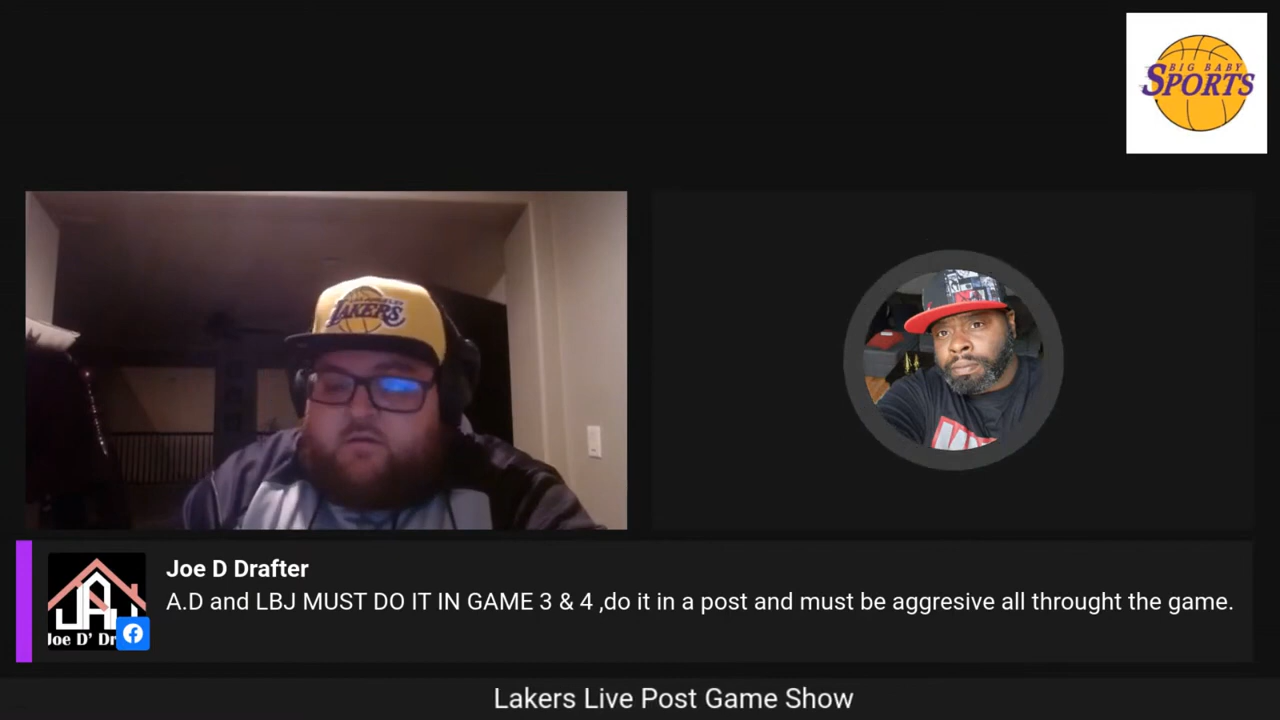 BIG BABY
SPORTS
LAKERS
Joe D Drafter
A.D and LBJ MUST DO IT IN GAME 3 & 4 ,do it in a post and must be aggresive all throught the game.
Joe D' Dr
Lakers Live Post Game Show